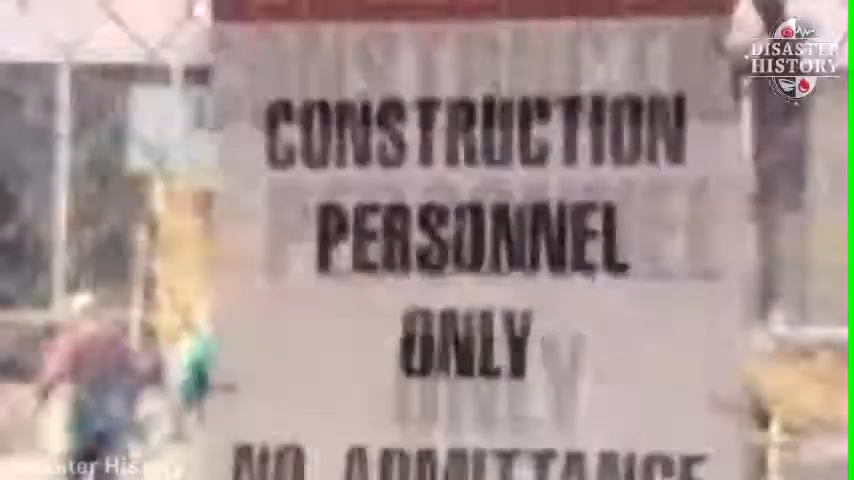 DISASTER
HISTORY
CONSTRUCTION
PERSONNEL
ONLY
NO ADMITTANCE